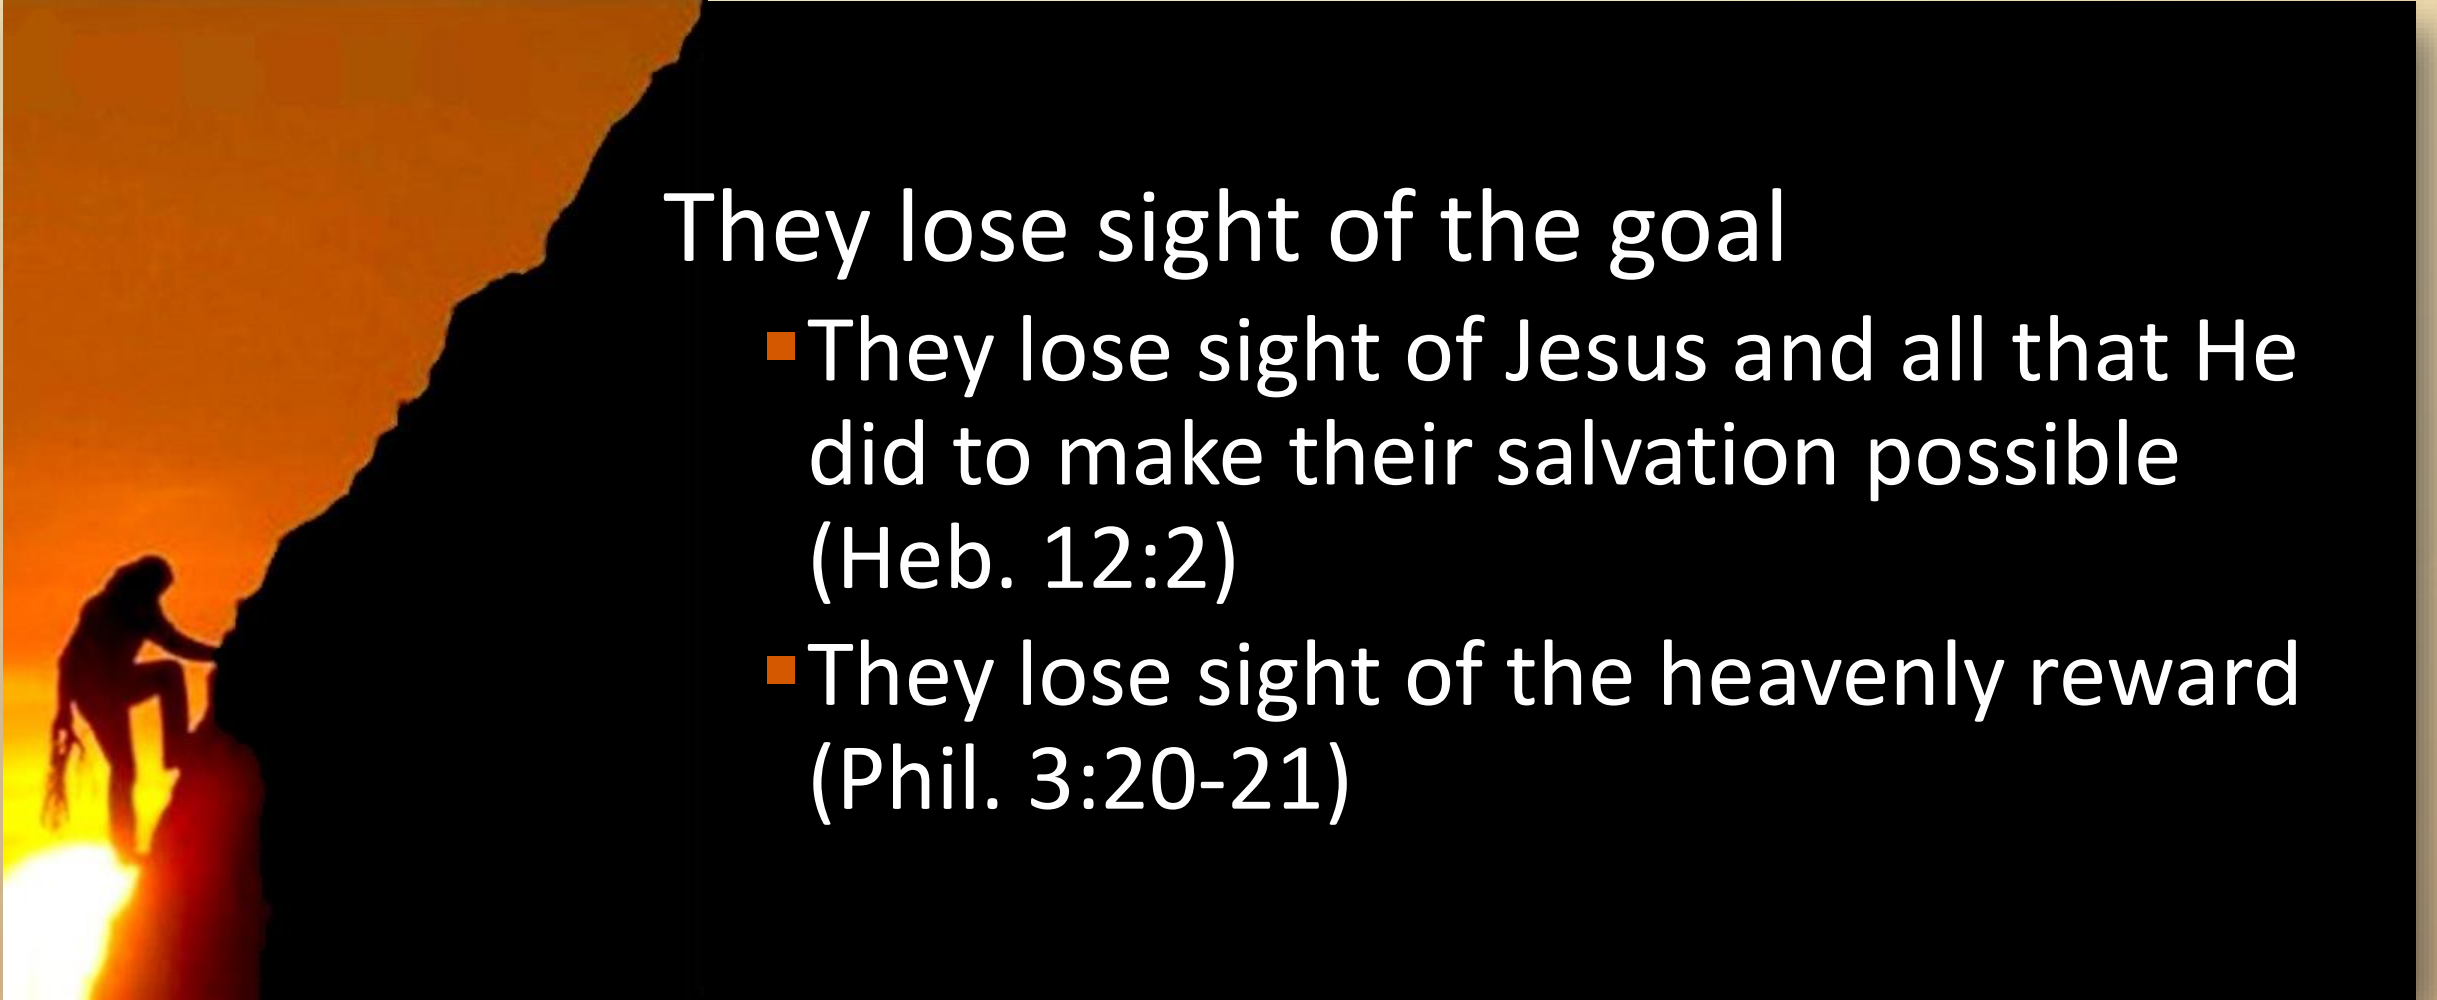 They lose sight of the goal
▪They lose sight of Jesus and all that He
did to make their salvation possible
(Heb. 12:2)
▪They lose sight of the heavenly reward
(Phil. 3:20-21)